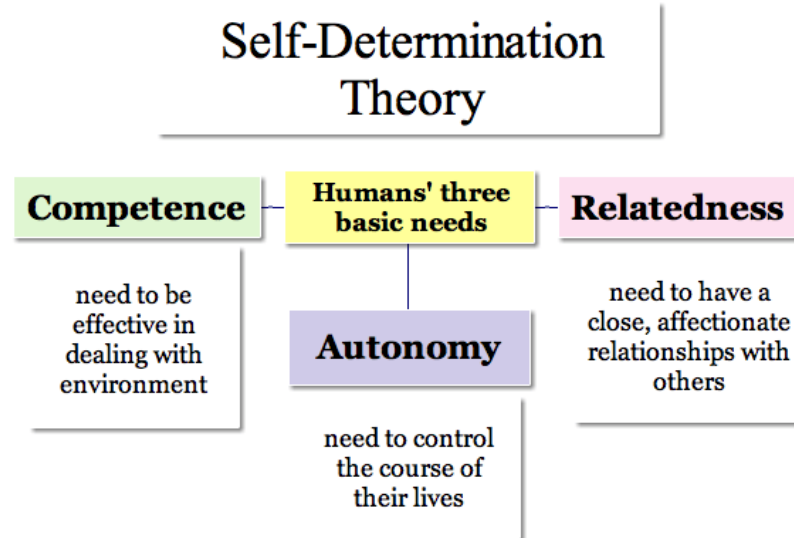 Self-Determination
Theory
Competence
Humans' three
basic needs
Relatedness
need to be
effective in
dealing with
environment
Autonomy
need to have a
close, affectionate
relationships with
others
need to control
the course of
their lives